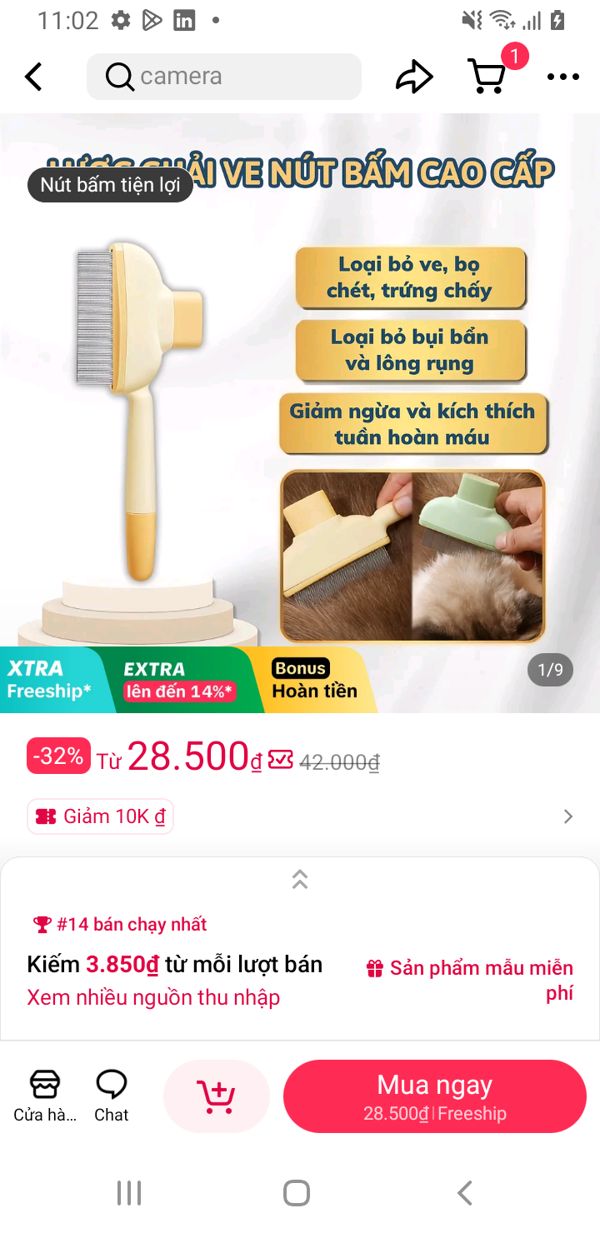 11:02
camera
1
CHẢI VE NÚT BẤM CAO CẤP
Nút bấm tiện lợi
Loại bỏ ve, bọ
chét, trứng chấy
Loại bỏ bụi bẩn
và lông rụng
Giảm ngừa và kích thích
tuần hoàn máu
XTRA
Freeship*
EXTRA
lên đến 14%*
Bonus
Hoàn tiền
1/9
-32% Từ 28.500₫ 42.000₫
Giảm 10K ₫
#14 bán chạy nhất
Kiếm 3.850₫ từ mỗi lượt bán
Xem nhiều nguồn thu nhập
Sản phẩm mẫu miễn
phí
Cửa hà...
Chat
Mua ngay
28.500₫|Freeship